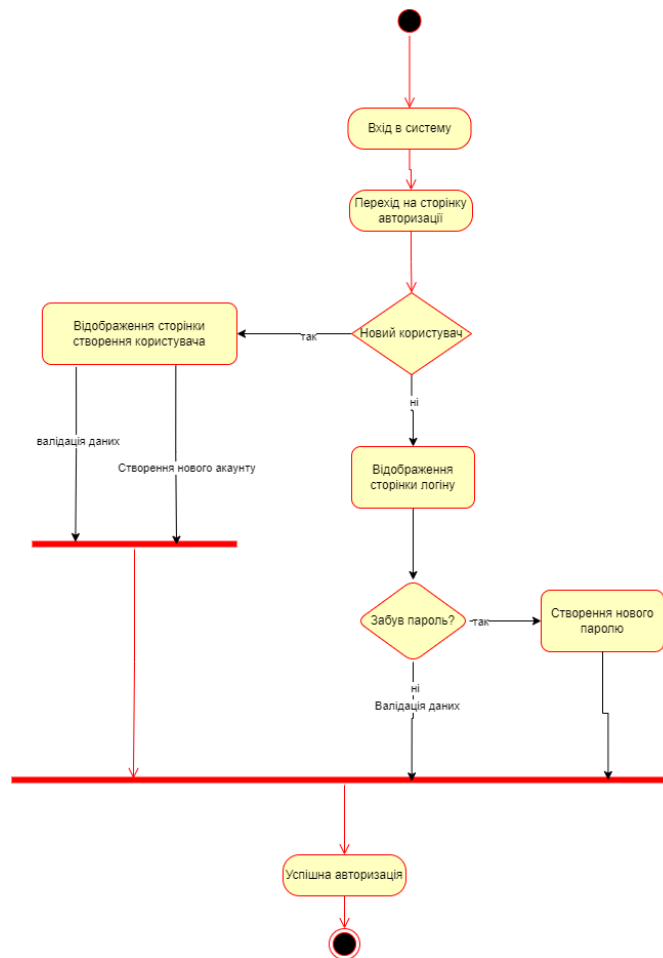 Вхід в систему
Перехід на сторінку
авторизації
Відображення сторінки
створення користувача
так
Новий користувач
ні
валідація даних
Створення нового акаунту
Відображення
сторінки логіну
Забув пароль?
так
Створення нового
паролю
ні
Валідація даних
Успішна авторизація